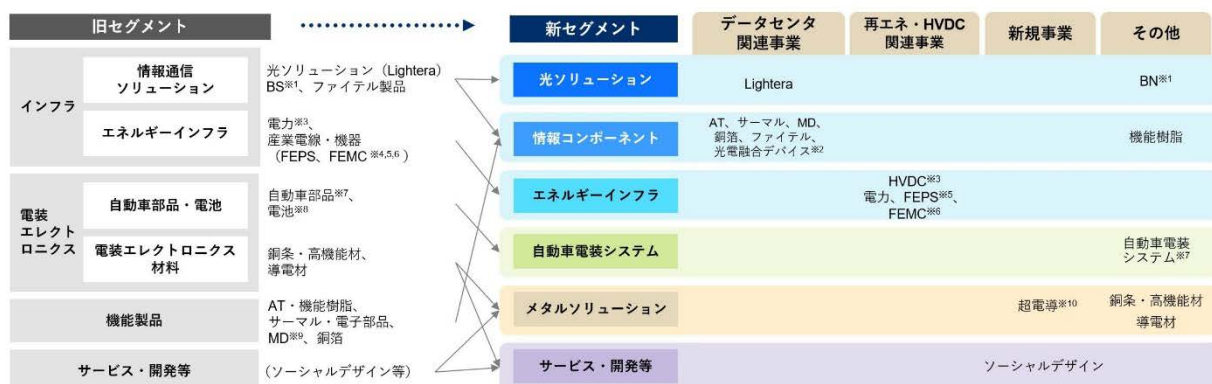 旧セグメント
インフラ
情報通信
ソリューション
光ソリューション（Lightera）
BS※1、ファイテル製品
エネルギーインフラ
電力※3、
産業電線・機器
（FEPS、FEMC ※4,5,6 ）
電装
エレクト
ロニクス
自動車部品・電池
自動車部品※7、
電池※8
電装エレクトロニクス
材料
銅条・高機能材、
導電材
機能製品
AT・機能樹脂、
サーマル・電子部品、
MD※9、銅箔
サービス・開発等
（ソーシャルデザイン等）
新セグメント
データセンタ
関連事業
再エネ・HVDC
関連事業
新規事業
その他
光ソリューション
Lightera
BN※1
情報コンポーネント
AT、サーマル、MD、
銅箔、ファイテル、
光電融合デバイス※2
機能樹脂
エネルギーインフラ
HVDC※3
電力、FEPS※5、
FEMC※6
自動車電装システム
自動車電装
システム※7
メタルソリューション
超電導※10
銅条・高機能材
導電材
サービス・開発等
ソーシャルデザイン